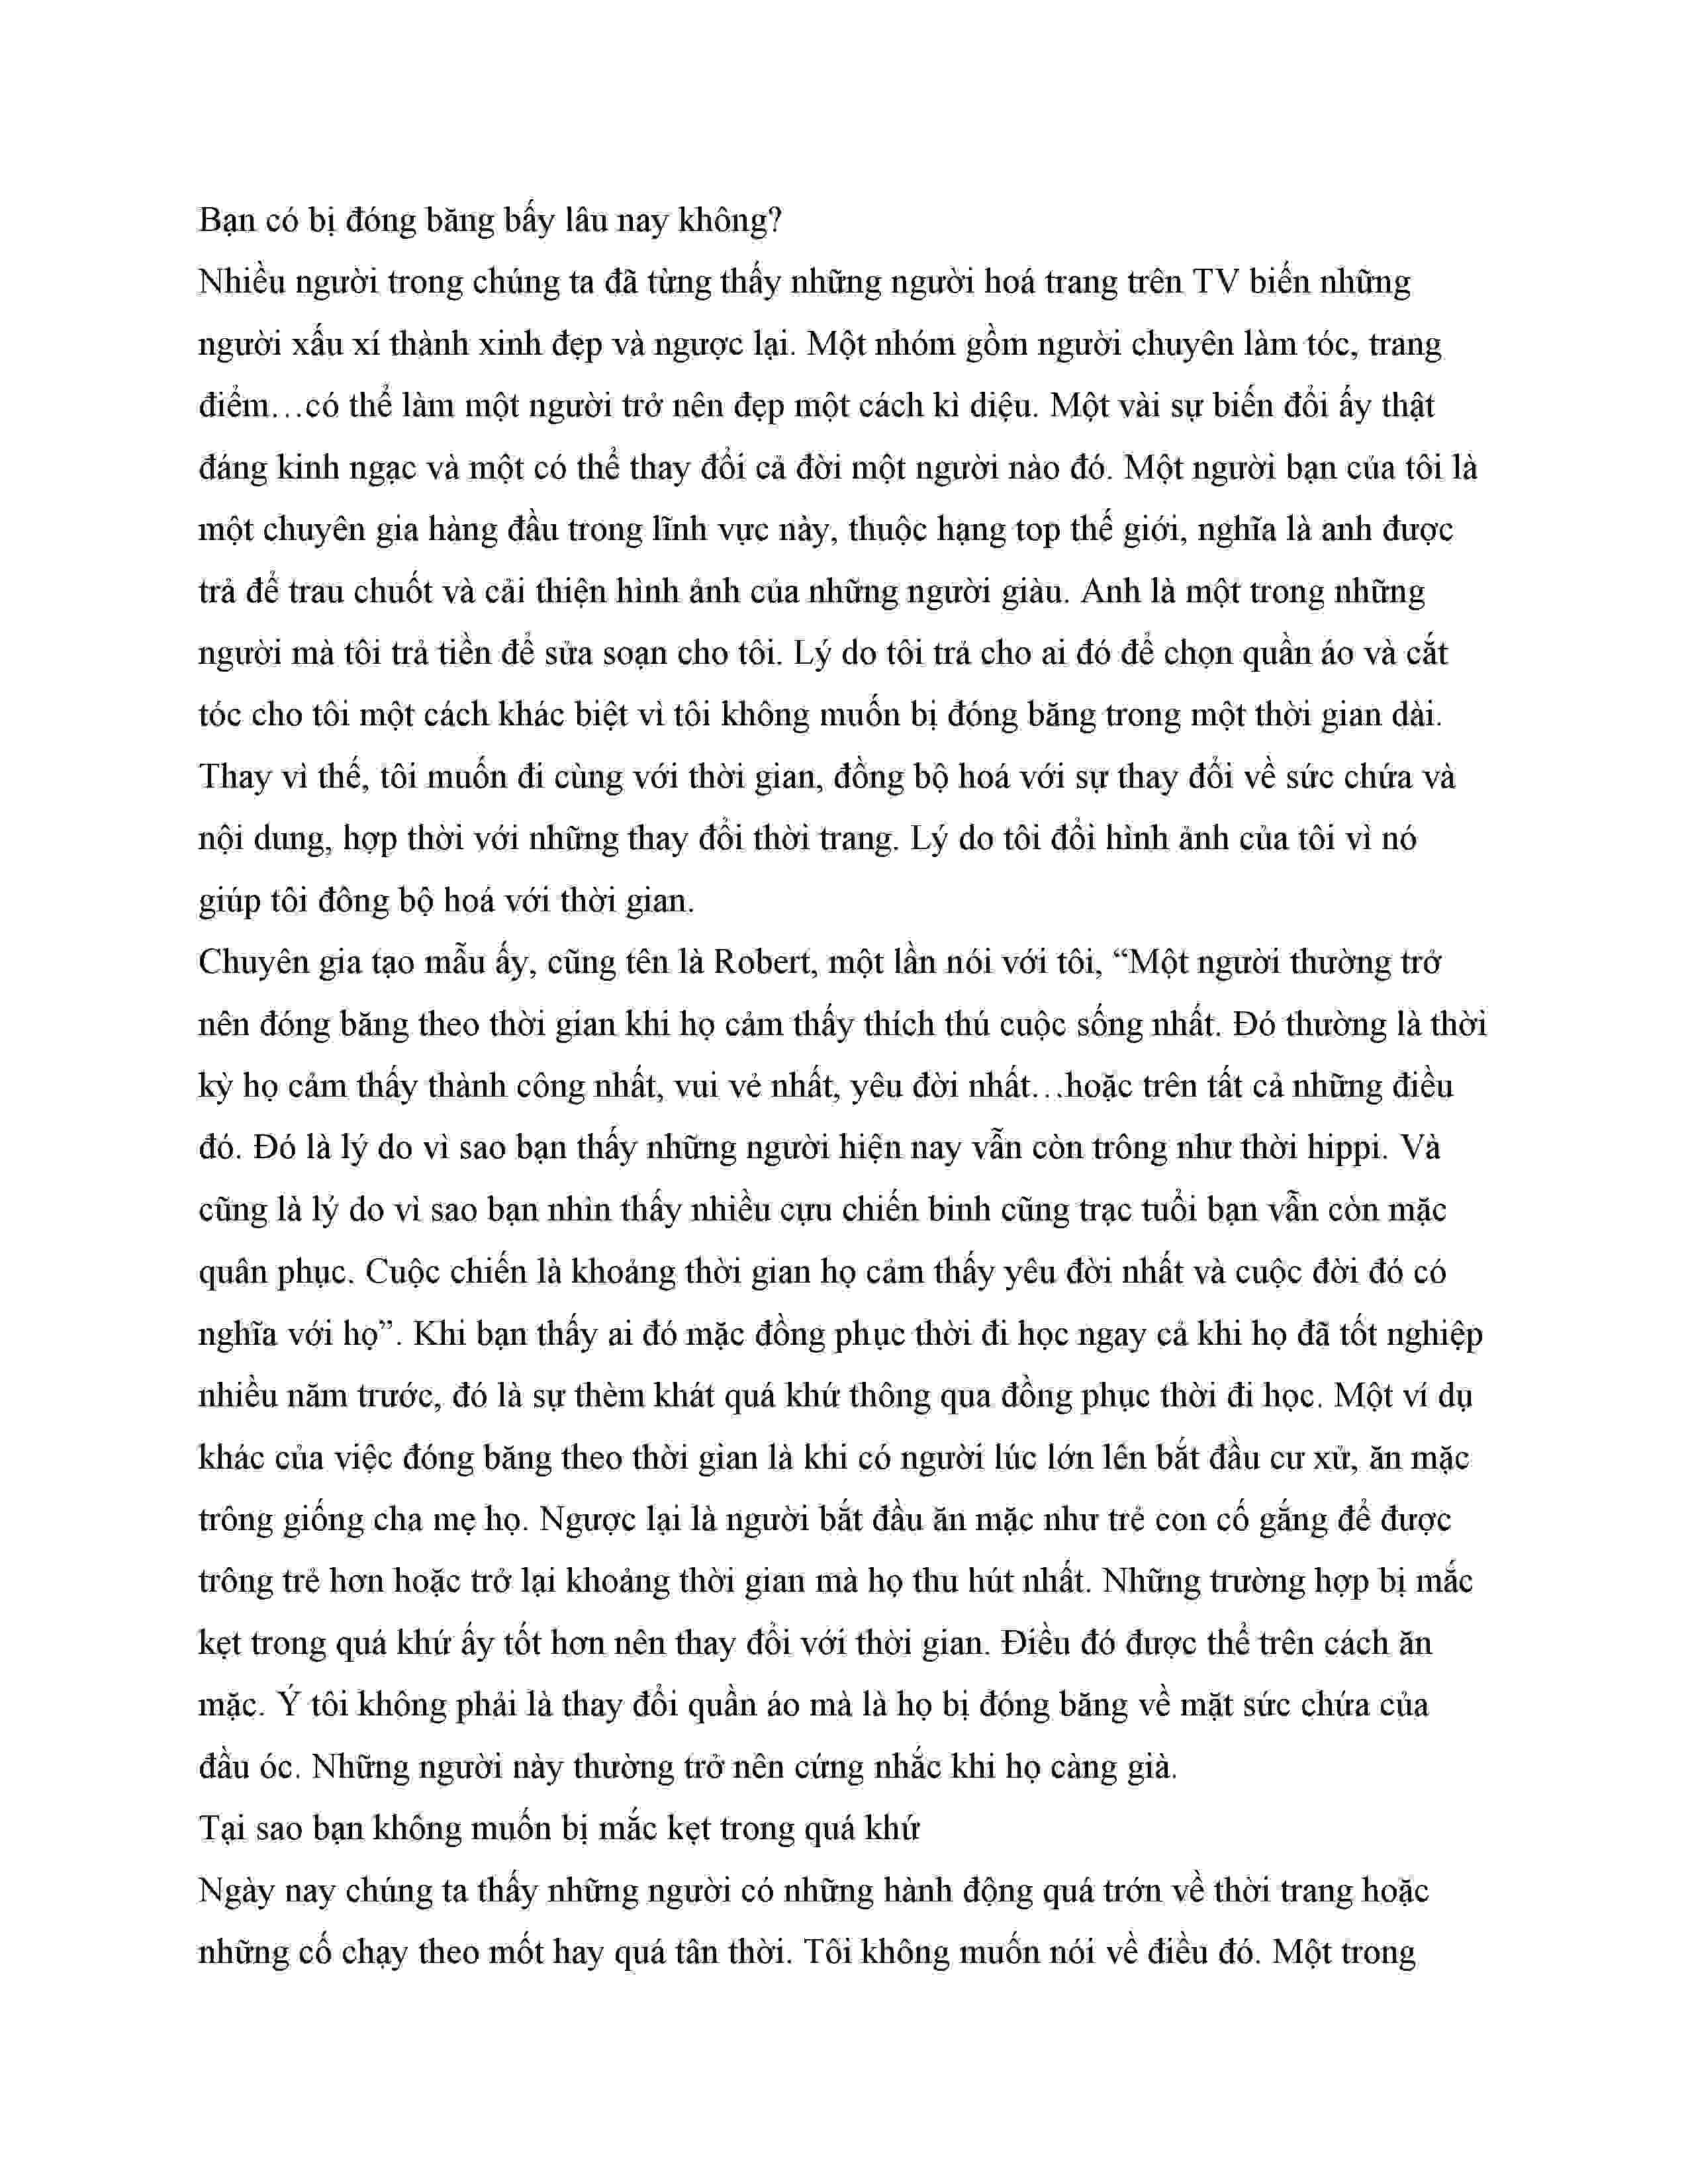 Bạn có bị đóng băng bấy lâu nay không?
Nhiều người trong chúng ta đã từng thấy những người hoá trang trên TV biến những
người xấu xí thành xinh đẹp và ngược lại. Một nhóm gồm người chuyên làm tóc, trang
điểm…có thể làm một người trở nên đẹp một cách kì diệu. Một vài sự biến đổi ấy thật
đáng kinh ngạc và một có thể thay đổi cả đời một người nào đó. Một người bạn của tôi là
một chuyên gia hàng đầu trong lĩnh vực này, thuộc hạng top thế giới, nghĩa là anh được
trả để trau chuốt và cải thiện hình ảnh của những người giàu. Anh là một trong những
người mà tôi trả tiền để sửa soạn cho tôi. Lý do tôi trả cho ai đó để chọn quần áo và cắt
tóc cho tôi một cách khác biệt vì tôi không muốn bị đóng băng trong một thời gian dài.
Thay vì thế, tôi muốn đi cùng với thời gian, đồng bộ hoá với sự thay đổi về sức chứa và
nội dung, hợp thời với những thay đổi thời trang. Lý do tôi đổi hình ảnh của tôi vì nó
giúp tôi đông bộ hoá với thời gian.
Chuyên gia tạo mẫu ấy, cũng tên là Robert, một lần nói với tôi, “Một người thường trở
nên đóng băng theo thời gian khi họ cảm thấy thích thú cuộc sống nhất. Đó thường là thời
kỳ họ cảm thấy thành công nhất, vui vẻ nhất, yêu đời nhất…hoặc trên tất cả những điều
đó. Đó là lý do vì sao bạn thấy những người hiện nay vẫn còn trông như thời hippi. Và
cũng là lý do vì sao bạn nhìn thấy nhiều cựu chiến binh cũng trạc tuổi bạn vẫn còn mặc
quân phục. Cuộc chiến là khoảng thời gian họ cảm thấy yêu đời nhất và cuộc đời đó có
nghĩa với họ”. Khi bạn thấy ai đó mặc đồng phục thời đi học ngay cả khi họ đã tốt nghiệp
nhiều năm trước, đó là sự thèm khát quá khứ thông qua đồng phục thời đi học. Một ví dụ
khác của việc đóng băng theo thời gian là khi có người lúc lớn lên bắt đầu cư xử, ăn mặc
trông giống cha mẹ họ. Ngược lại là người bắt đầu ăn mặc như trẻ con cố gắng để được
trông trẻ hơn hoặc trở lại khoảng thời gian mà họ thu hút nhất. Những trường hợp bị mắc
kẹt trong quá khứ ấy tốt hơn nên thay đổi với thời gian. Điều đó được thể trên cách ăn
mặc. Ý tôi không phải là thay đổi quần áo mà là họ bị đóng băng về mặt sức chứa của
đầu óc. Những người này thường trở nên cứng nhắc khi họ càng già.
Tại sao bạn không muốn bị mắc kẹt trong quá khứ
Ngày nay chúng ta thấy những người có những hành động quá trớn về thời trang hoặc
những cố chạy theo mốt hay quá tân thời. Tôi không muốn nói về điều đó. Một trong